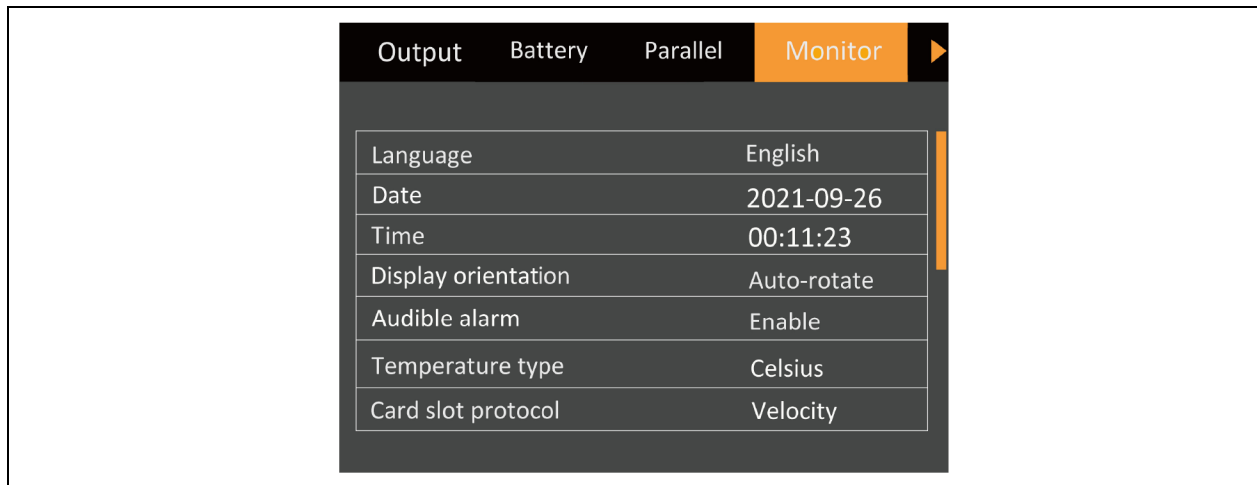 Output Battery Parallel Monitor
Language English
Date 2021-09-26
Time 00:11:23
Display orientation Auto-rotate
Audible alarm Enable
Temperature type Celsius
Card slot protocol Velocity